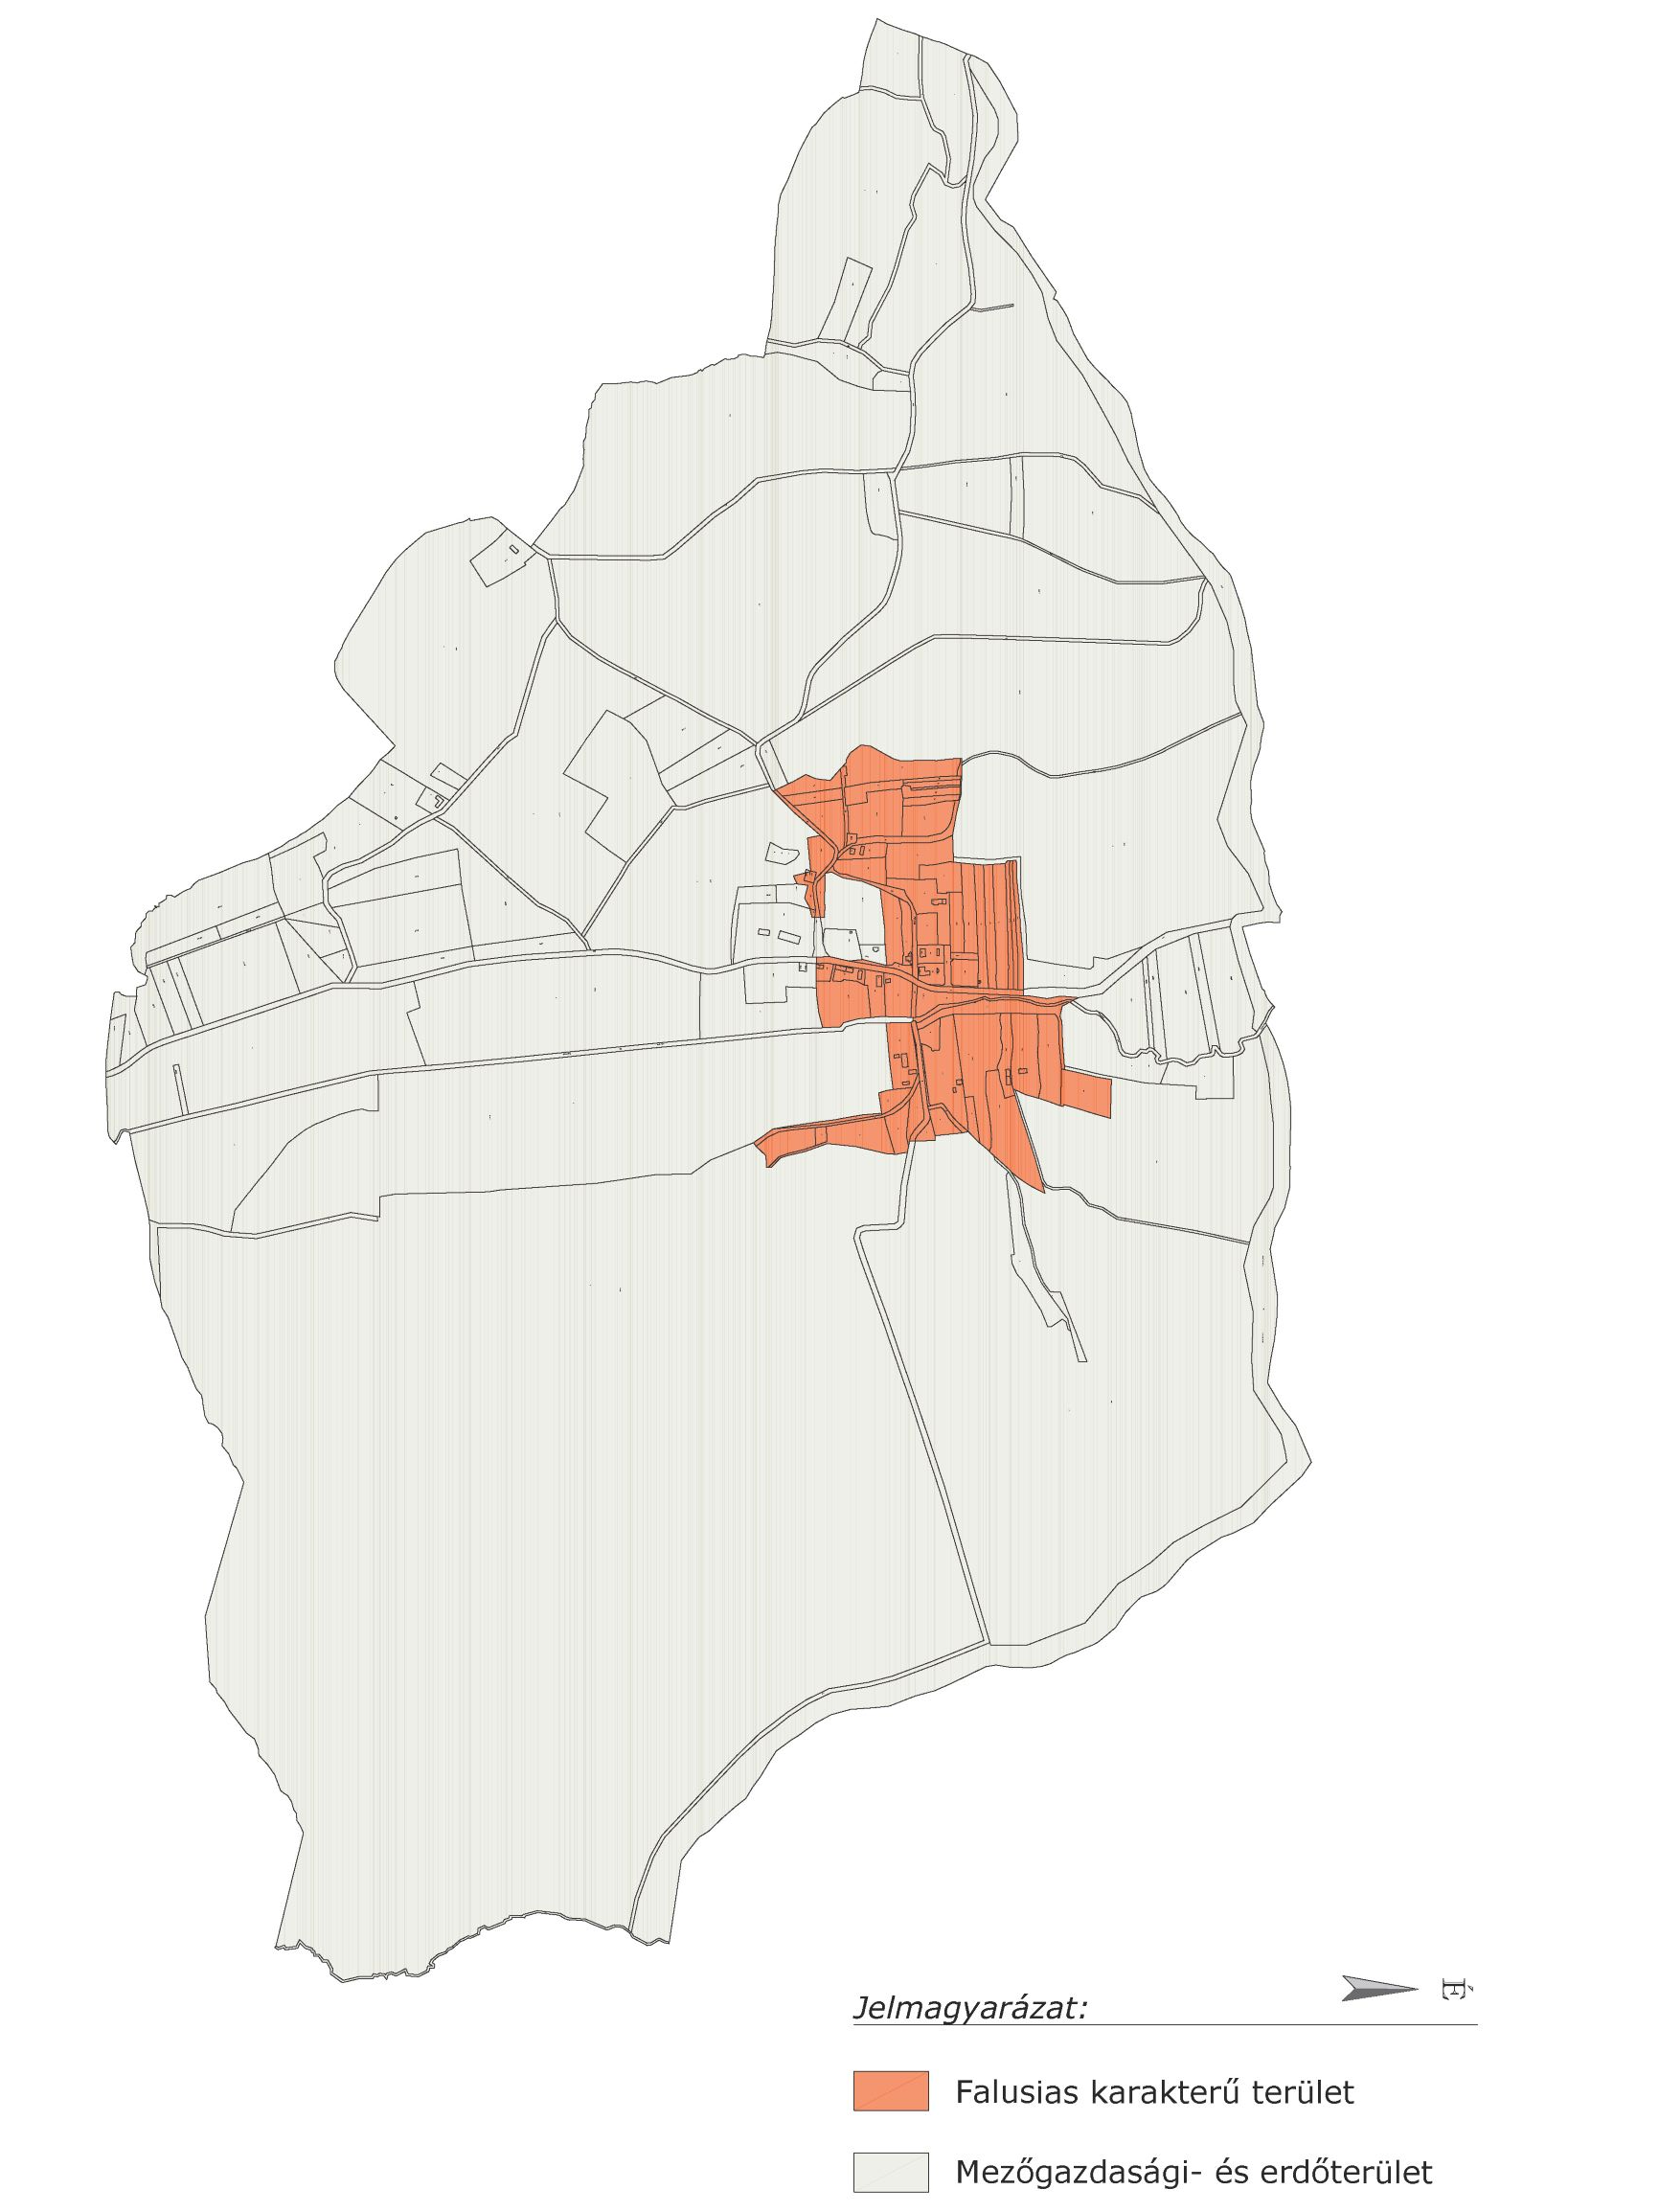 É
Jelmagyarázat:
Falusias karakterű terület
Mezőgazdasági- és erdőterület